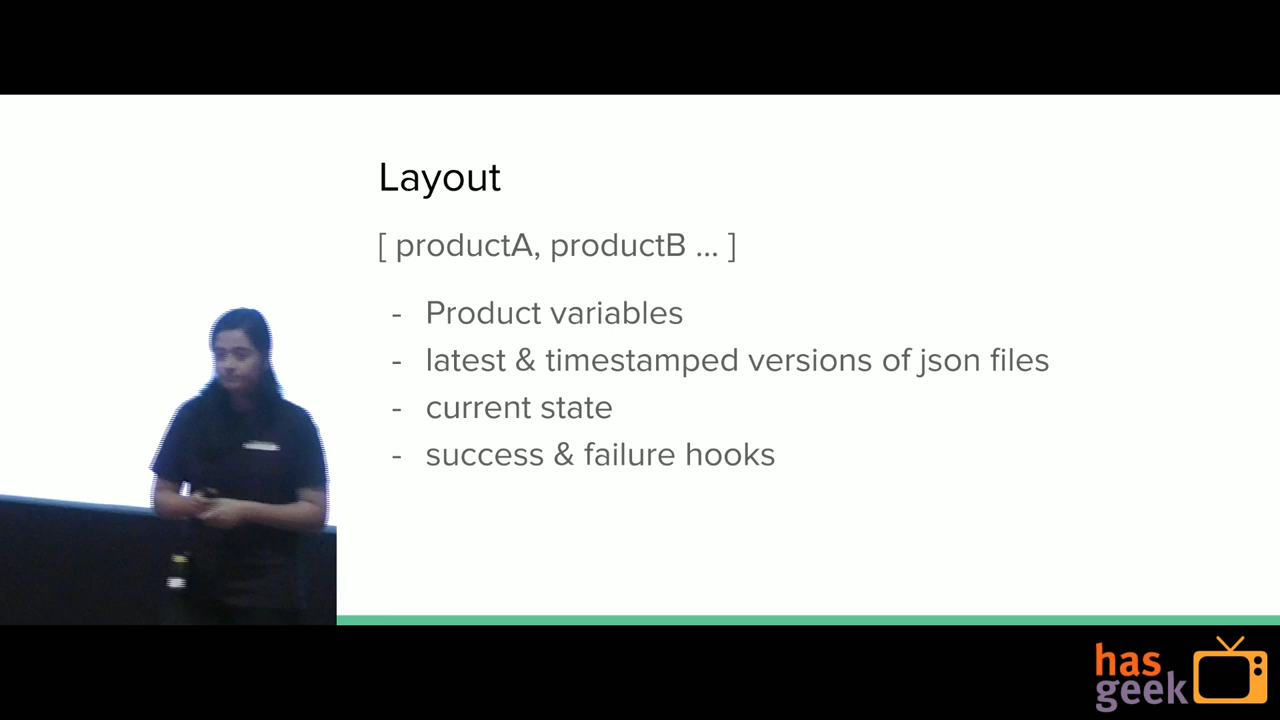 Layout
[ productA, productB ... ]
- Product variables
- latest & timestamped versions of json files
- current state
- success & failure hooks
has
geek